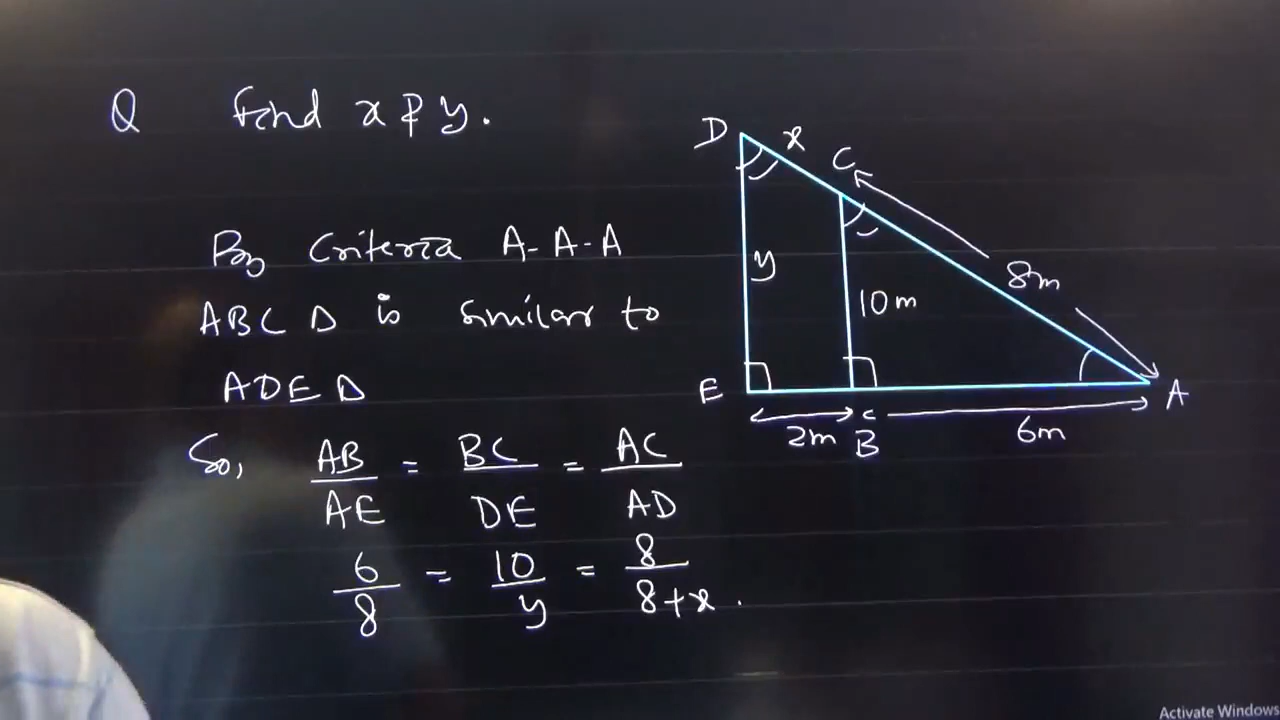 Q Find x & y.
By Criteria A-A-A
ABC Δ is similar to
ADE Δ
So, AB/AE = BC/DE = AC/AD
6/8 = 10/y = 8/8+x.
D x C
8m
y
10m
E
A
2m
6m
B
Activate Windows